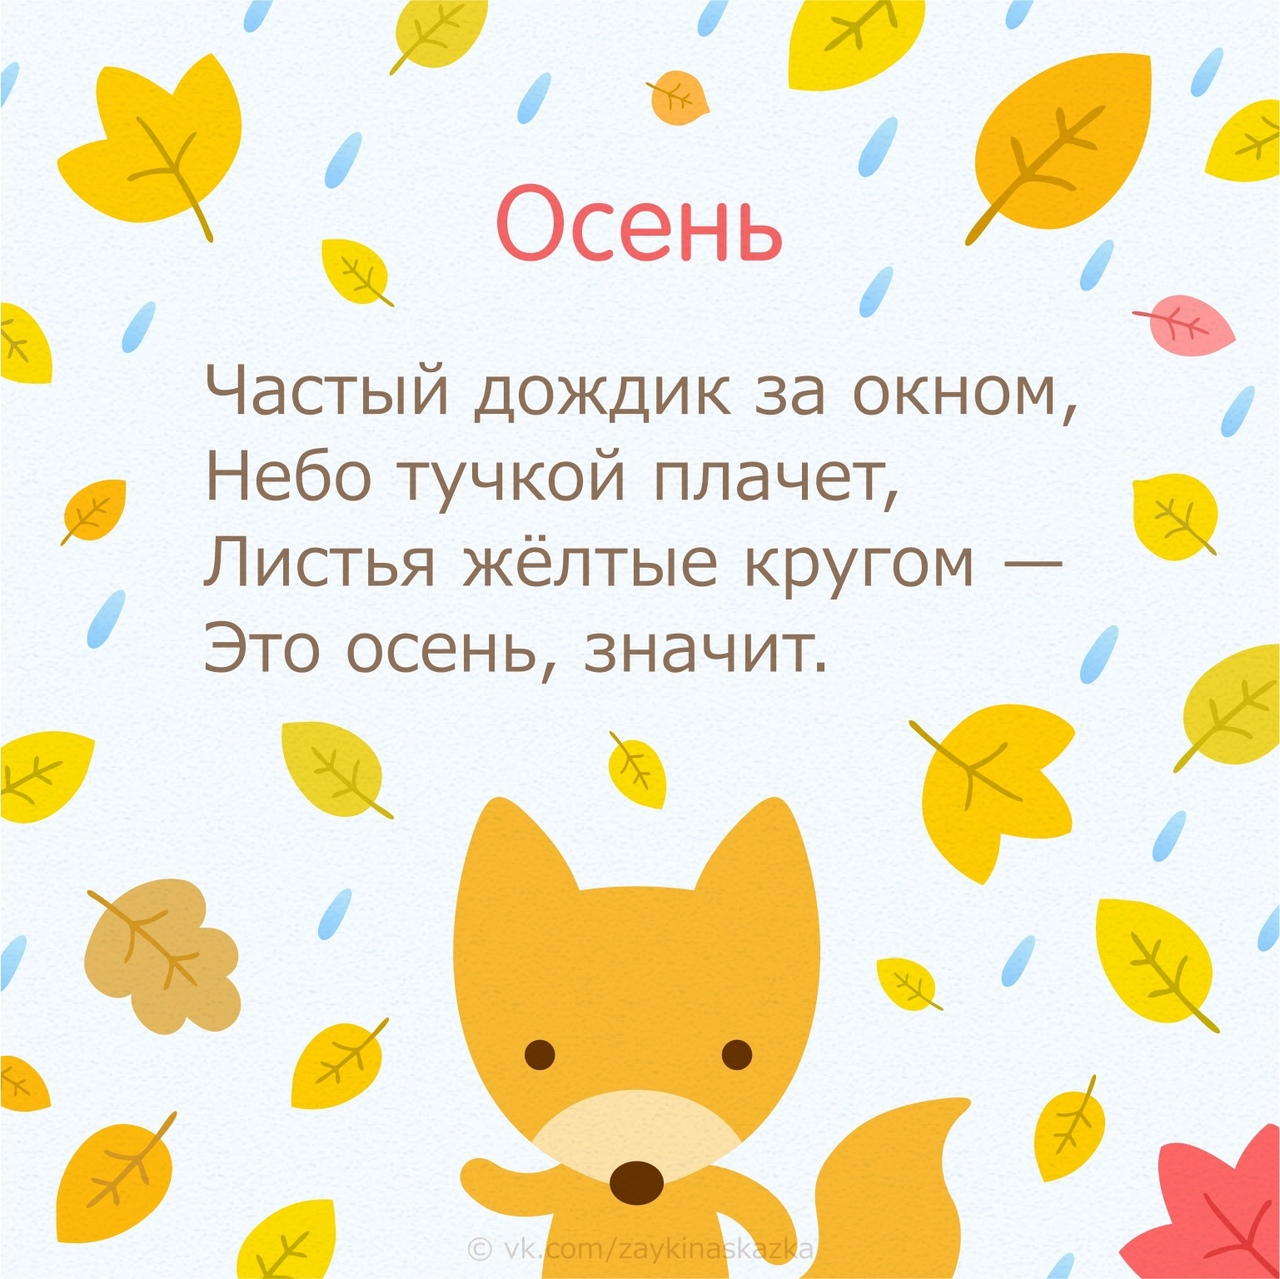 Осень
Частый дождик за окном,
Небо тучкой плачет,
Листья жёлтые кругом —
Это осень, значит.
© vk.com/zaykinaskazka